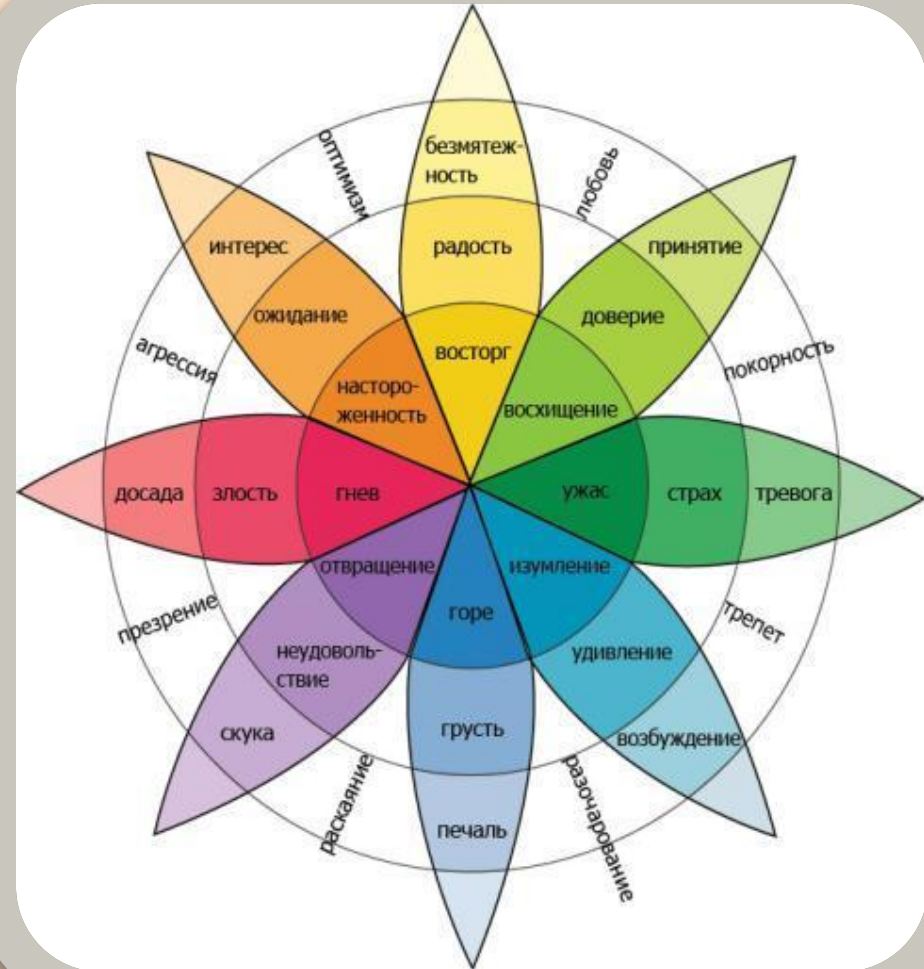 безмятеж-
ность
оптимизм
любовь
интерес
радость
принятие
ожидание
доверие
агрессия
восторг
покорность
насторо-
женность
восхищение
досада
злость
гнев
ужас
страх
тревога
отвращение
изумление
презрение
горе
трепет
неудоволь-
ствие
удивление
скука
грусть
возбуждение
раскаяние
разочарование
печаль